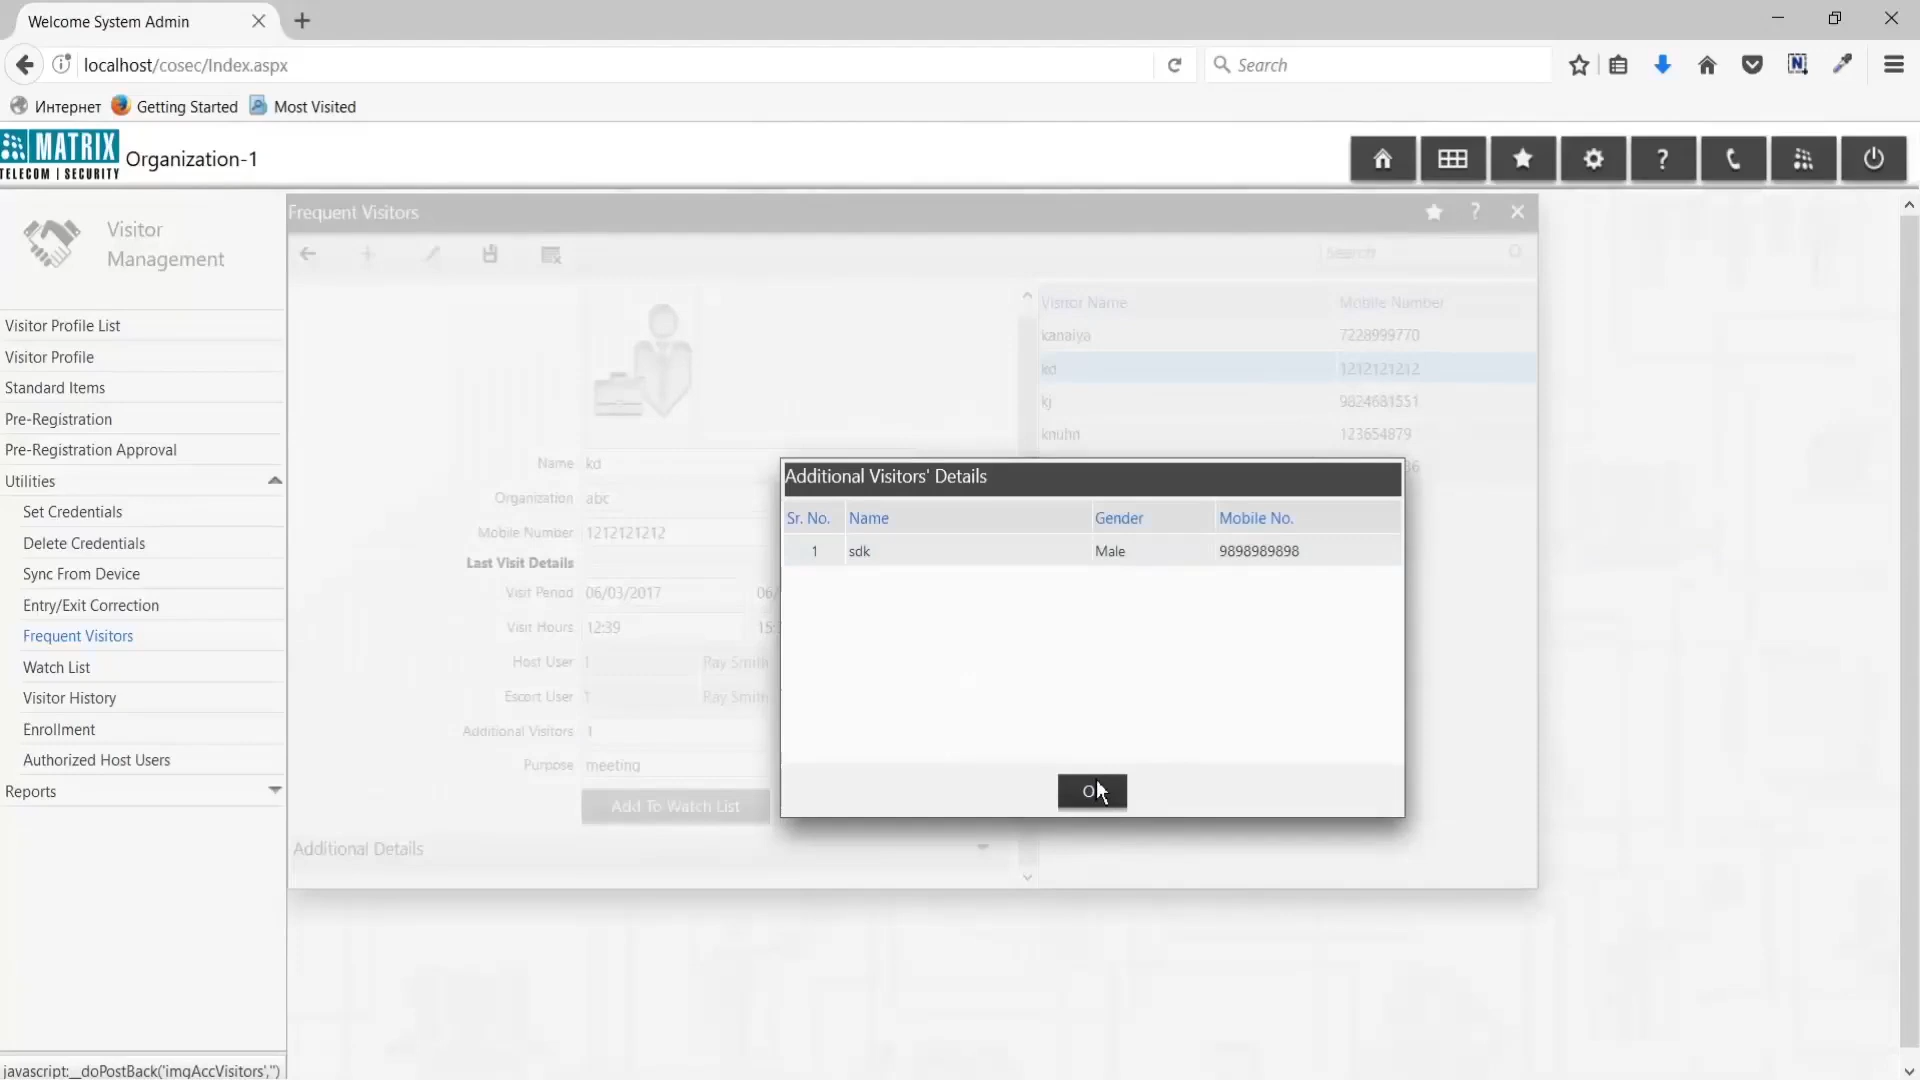 Welcome System Admin
localhost/cosec/Index.aspx
Search
Интернет Getting Started Most Visited
MATRIX
TELECOM | SECURITY
Organization-1
Visitor
Management
Frequent Visitors
Search
Visitor Profile List
Visitor Profile
Standard Items
Pre-Registration
Pre-Registration Approval
Utilities
Set Credentials
Delete Credentials
Sync From Device
Entry/Exit Correction
Frequent Visitors
Watch List
Visitor History
Enrollment
Authorized Host Users
Reports
Name kd
Organization abc
Mobile Number 1212121212
Last Visit Details
Visit Period 06/03/2017 06/
Visit Hours 12:39 15:
Host User 1 Ray Smith
Escort User 1 Ray Smith
Additional Visitors 1
Purpose meeting
Add To Watch List
Additional Details
Visitor Name Mobile Number
kanaiya 7228999770
kd 1212121212
kj 9824681551
knuhn 123654879
36
Additional Visitors' Details
Sr. No. Name Gender Mobile No.
1 sdk Male 9898989898
javascript:__doPostBack('imgAccVisitors','')